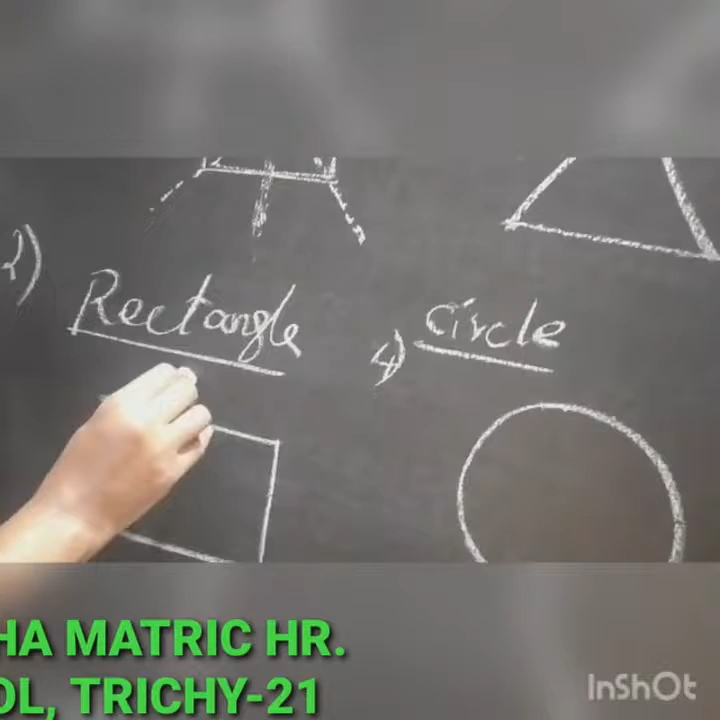 2)
Rectangle
4)
Circle
HA MATRIC HR.
OL, TRICHY-21
InShOt